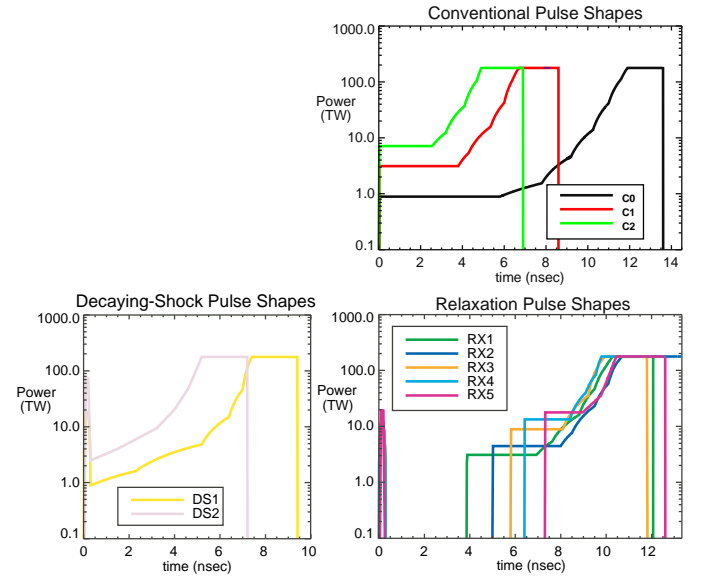 Conventional Pulse Shapes
1000.0
100.0
Power
(TW)
10.0
1.0
0.1
C0
C1
C2
0 2 4 6 8 10 12 14
time (nsec)
Decaying-Shock Pulse Shapes
1000.0
100.0
Power
(TW)
10.0
1.0
0.1
DS1
DS2
0 2 4 6 8 10
time (nsec)
Relaxation Pulse Shapes
1000.0
RX1
RX2
RX3
RX4
RX5
100.0
Power
(TW)
10.0
1.0
0.1
0 2 4 6 8 10 12
time (nsec)